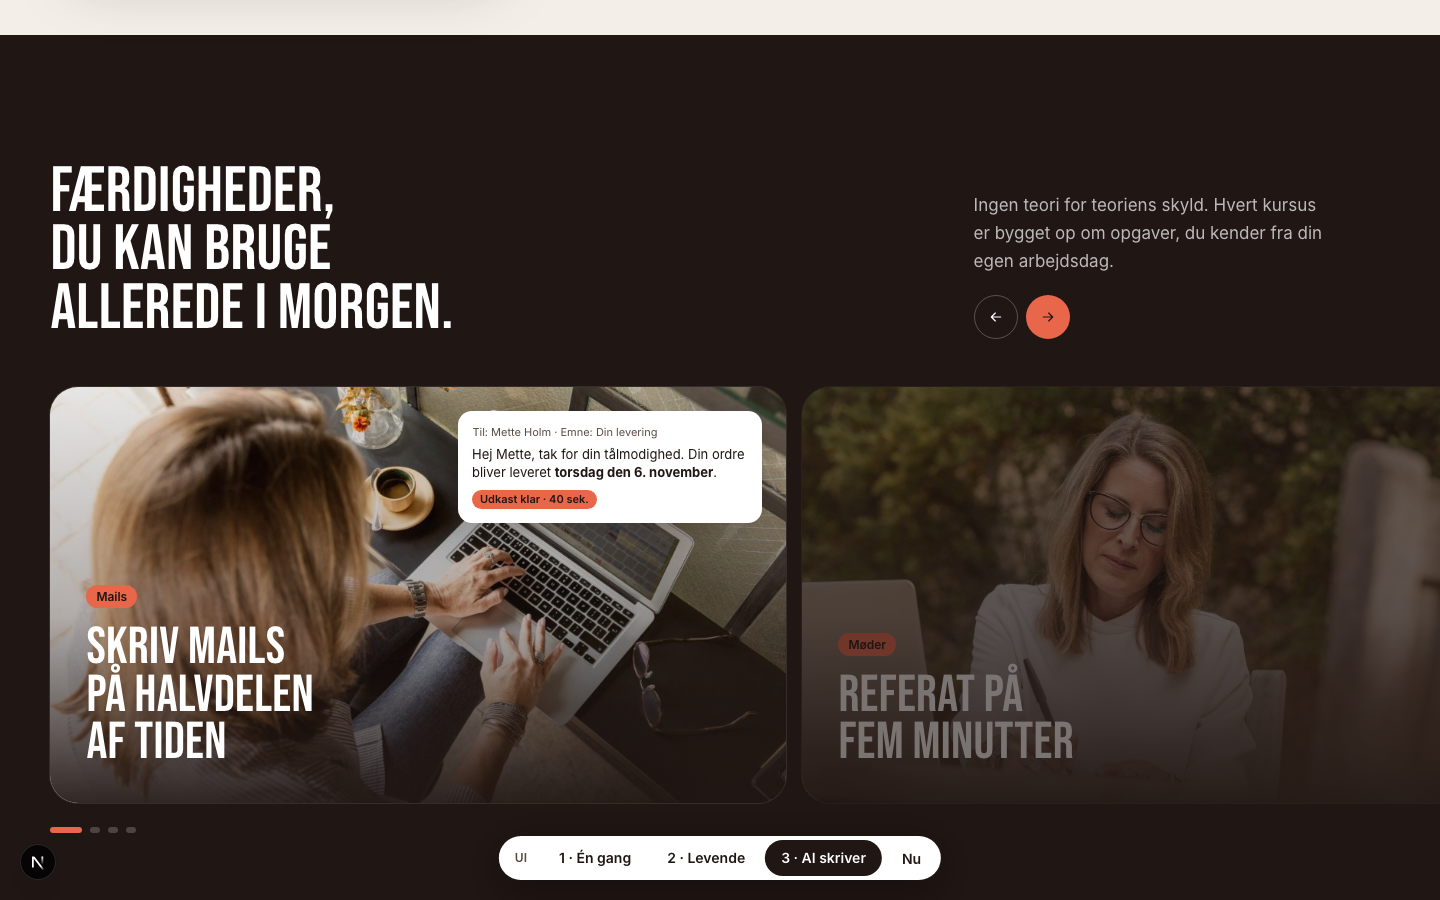 FÆRDIGHEDER,
DU KAN BRUGE
ALLEREDE I MORGEN.
Ingen teori for teoriens skyld. Hvert kursus
er bygget op om opgaver, du kender fra din
egen arbejdsdag.
Til: Mette Holm · Emne: Din levering
Hej Mette, tak for din tålmodighed. Din ordre
bliver leveret torsdag den 6. november.
Udkast klar · 40 sek.
Mails
SKRIV MAILS
PÅ HALVDELEN
AF TIDEN
Møder
REFERAT PÅ
FEM MINUTTER
N
UI
1 · Én gang
2 · Levende
3 · AI skriver
Nu